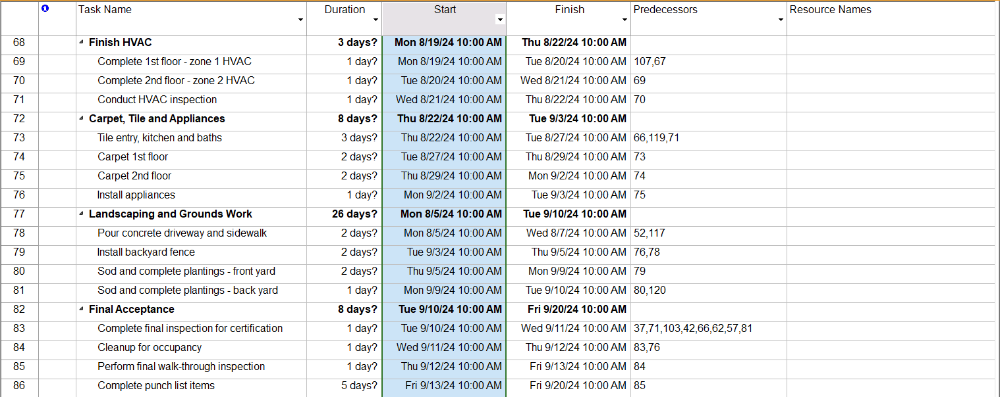 Task Name Duration Start Finish Predecessors Resource Names
68 Finish HVAC 3 days? Mon 8/19/24 10:00 AM Thu 8/22/24 10:00 AM
69 Complete 1st floor - zone 1 HVAC 1 day? Mon 8/19/24 10:00 AM Tue 8/20/24 10:00 AM 107,67
70 Complete 2nd floor - zone 2 HVAC 1 day? Tue 8/20/24 10:00 AM Wed 8/21/24 10:00 AM 69
71 Conduct HVAC inspection 1 day? Wed 8/21/24 10:00 AM Thu 8/22/24 10:00 AM 70
72 Carpet, Tile and Appliances 8 days? Thu 8/22/24 10:00 AM Tue 9/3/24 10:00 AM
73 Tile entry, kitchen and baths 3 days? Thu 8/22/24 10:00 AM Tue 8/27/24 10:00 AM 66,119,71
74 Carpet 1st floor 2 days? Tue 8/27/24 10:00 AM Thu 8/29/24 10:00 AM 73
75 Carpet 2nd floor 2 days? Thu 8/29/24 10:00 AM Mon 9/2/24 10:00 AM 74
76 Install appliances 1 day? Mon 9/2/24 10:00 AM Tue 9/3/24 10:00 AM 75
77 Landscaping and Grounds Work 26 days? Mon 8/5/24 10:00 AM Tue 9/10/24 10:00 AM
78 Pour concrete driveway and sidewalk 2 days? Mon 8/5/24 10:00 AM Wed 8/7/24 10:00 AM 52,117
79 Install backyard fence 2 days? Tue 9/3/24 10:00 AM Thu 9/5/24 10:00 AM 76,78
80 Sod and complete plantings - front yard 2 days? Thu 9/5/24 10:00 AM Mon 9/9/24 10:00 AM 79
81 Sod and complete plantings - back yard 1 day? Mon 9/9/24 10:00 AM Tue 9/10/24 10:00 AM 80,120
82 Final Acceptance 8 days? Tue 9/10/24 10:00 AM Fri 9/20/24 10:00 AM
83 Complete final inspection for certification 1 day? Tue 9/10/24 10:00 AM Wed 9/11/24 10:00 AM 37,71,103,42,66,62,57,81
84 Cleanup for occupancy 1 day? Wed 9/11/24 10:00 AM Thu 9/12/24 10:00 AM 83,76
85 Perform final walk-through inspection 1 day? Thu 9/12/24 10:00 AM Fri 9/13/24 10:00 AM 84
86 Complete punch list items 5 days? Fri 9/13/24 10:00 AM Fri 9/20/24 10:00 AM 85